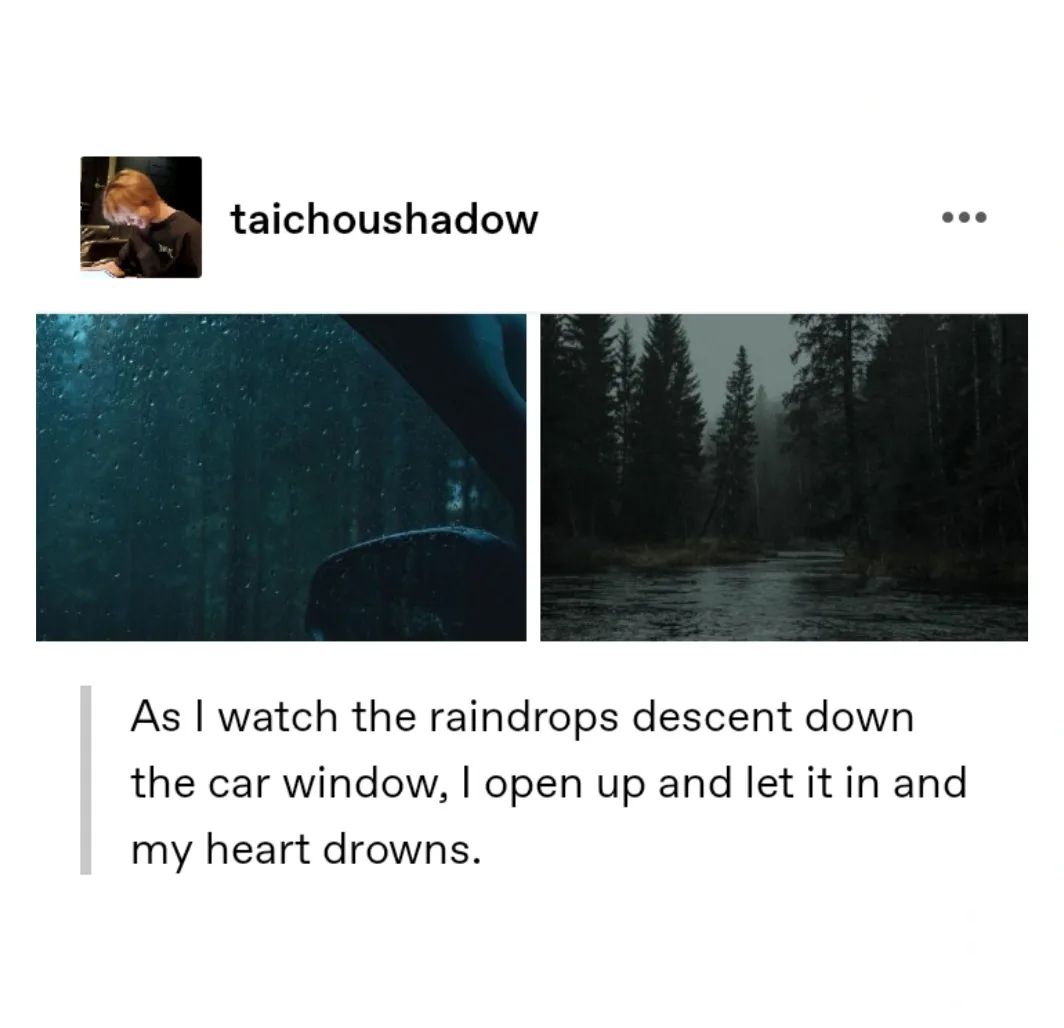 taichoushadow
As I watch the raindrops descent down
the car window, I open up and let it in and
my heart drowns.